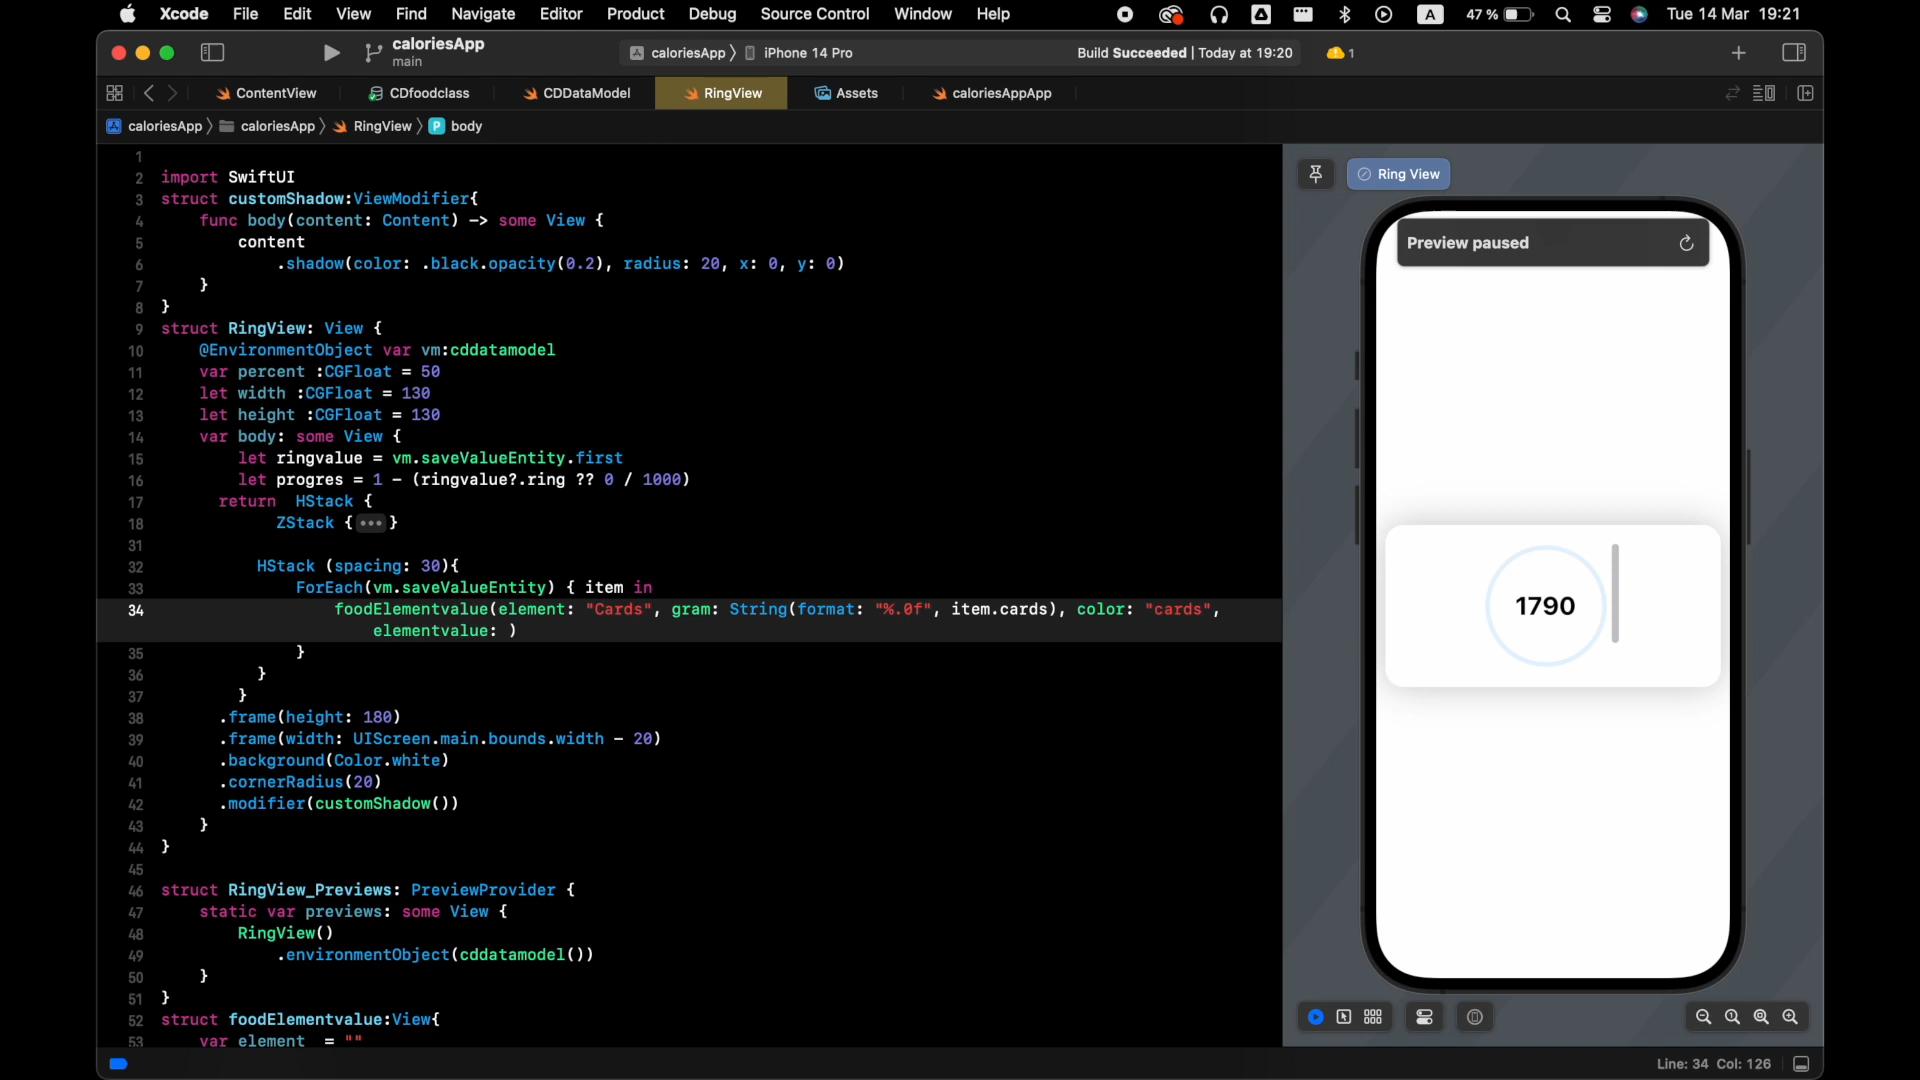 Xcode File Edit View Find Navigate Editor Product Debug Source Control Window Help A 47 % Tue 14 Mar 19:21
caloriesApp
main
caloriesApp 〉 iPhone 14 Pro Build Succeeded | Today at 19:20 1
ContentView CDfoodclass CDDataModel RingView Assets caloriesAppApp
caloriesApp 〉 caloriesApp 〉 RingView 〉 P body
1
2 import SwiftUI
3 struct customShadow:ViewModifier{
4 func body(content: Content) -> some View {
5 content
6 .shadow(color: .black.opacity(0.2), radius: 20, x: 0, y: 0)
7 }
8 }
9 struct RingView: View {
10 @EnvironmentObject var vm:cddatamodel
11 var percent :CGFloat = 50
12 let width :CGFloat = 130
13 let height :CGFloat = 130
14 var body: some View {
15 let ringvalue = vm.saveValueEntity.first
16 let progres = 1 - (ringvalue?.ring ?? 0 / 1000)
17 return HStack {
18 ZStack {•••}
31
32 HStack (spacing: 30){
33 ForEach(vm.saveValueEntity) { item in
34 foodElementvalue(element: "Cards", gram: String(format: "%.0f", item.cards), color: "cards",
elementvalue: )
35 }
36 }
37 }
38 .frame(height: 180)
39 .frame(width: UIScreen.main.bounds.width - 20)
40 .background(Color.white)
41 .cornerRadius(20)
42 .modifier(customShadow())
43 }
44 }
45
46 struct RingView_Previews: PreviewProvider {
47 static var previews: some View {
48 RingView()
49 .environmentObject(cddatamodel())
50 }
51 }
52 struct foodElementvalue:View{
53 var element = ""
Ring View
Preview paused
1790
Line: 34 Col: 126